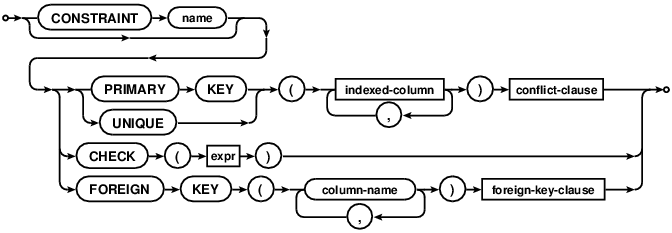 CONSTRAINT name
PRIMARY KEY ( indexed-column ) conflict-clause
UNIQUE ,
CHECK ( expr )
FOREIGN KEY ( column-name ) foreign-key-clause
,